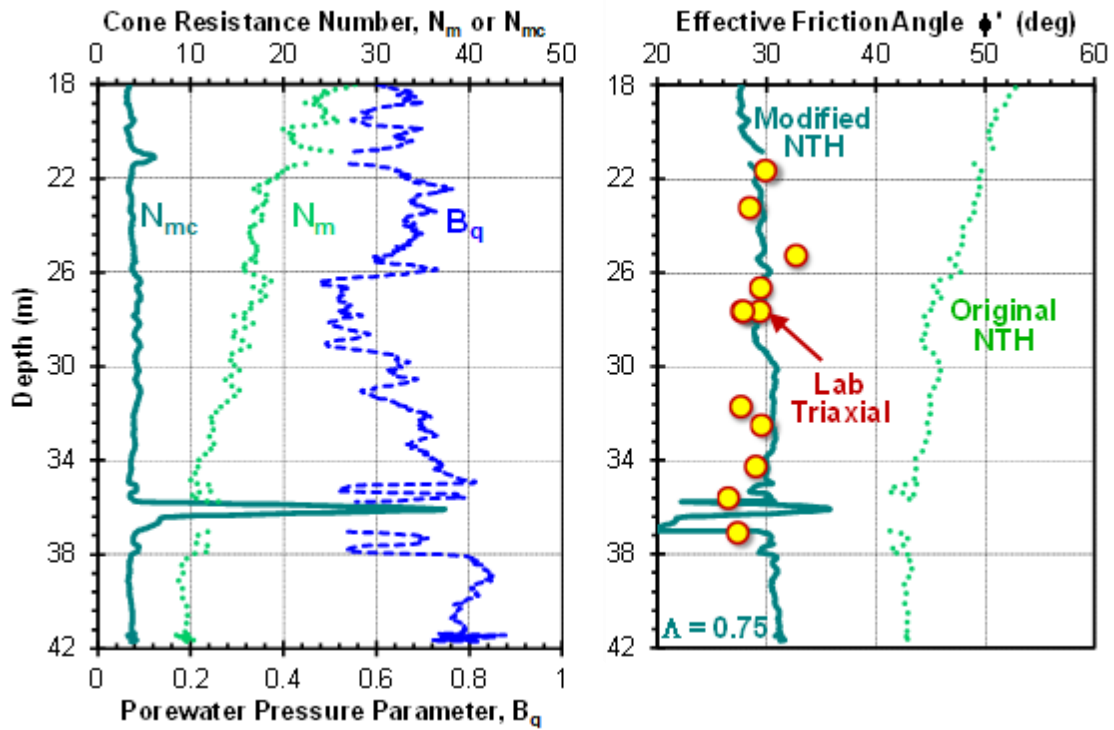 Cone Resistance Number, Nm or Nmc
0 10 20 30 40 50
18
22
26
30
34
38
42
Depth (m)
Nmc
Nm
Bq
0 0.2 0.4 0.6 0.8 1
Porewater Pressure Parameter, Bq
Effective Friction Angle ϕ' (deg)
20 30 40 50 60
18
22
26
30
34
38
42
Modified
NTH
Original
NTH
Lab
Triaxial
Λ = 0.75